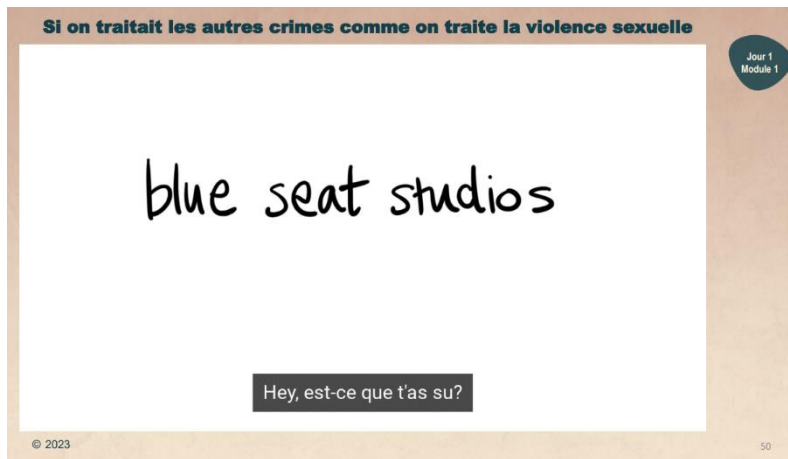 Si on traitait les autres crimes comme on traite la violence sexuelle
Jour 1
Module 1
blue seat studios
Hey, est-ce que t'as su?
© 2023
50